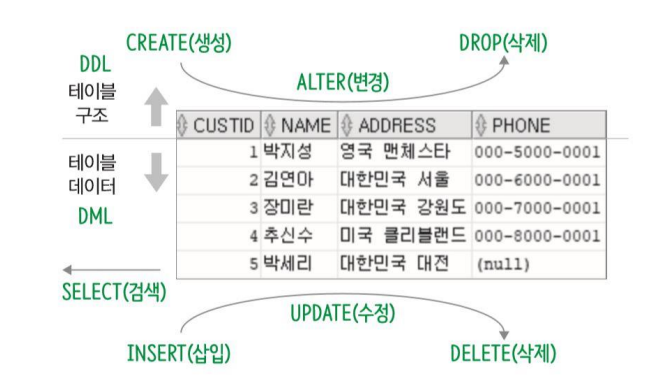 CREATE(생성)
DROP(삭제)
DDL
ALTER(변경)
테이블
구조
CUSTID NAME ADDRESS PHONE
1 박지성 영국 맨체스타 000-5000-0001
테이블
데이터
2 김연아 대한민국 서울 000-6000-0001
3 장미란 대한민국 강원도 000-7000-0001
DML
4 추신수 미국 클리블랜드 000-8000-0001
5 박세리 대한민국 대전 (null)
SELECT(검색)
UPDATE(수정)
INSERT(삽입)
DELETE(삭제)